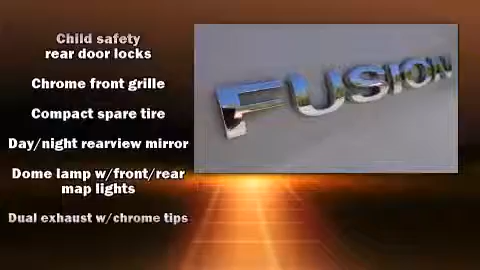 Child safety
rear door locks
Chrome front grille
Compact spare tire
Day/night rearview mirror
Dome lamp w/front/rear
map lights
Dual exhaust w/chrome tips
FUSION